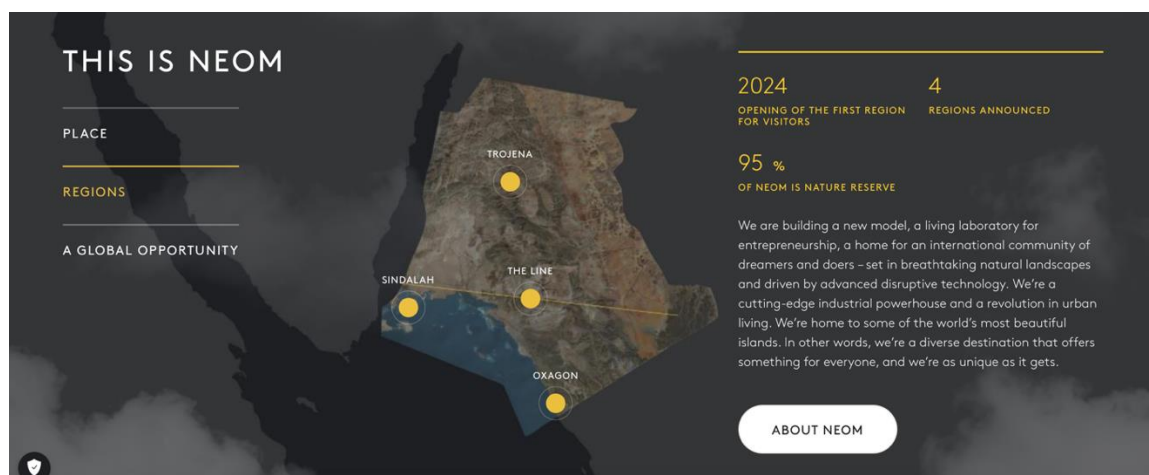 THIS IS NEOM
PLACE
REGIONS
A GLOBAL OPPORTUNITY
TROJENA
SINDALAH
THE LINE
OXAGON
2024
OPENING OF THE FIRST REGION
FOR VISITORS
4
REGIONS ANNOUNCED
95 %
OF NEOM IS NATURE RESERVE
We are building a new model, a living laboratory for
entrepreneurship, a home for an international community of
dreamers and doers – set in breathtaking natural landscapes
and driven by advanced disruptive technology. We're a
cutting-edge industrial powerhouse and a revolution in urban
living. We're home to some of the world's most beautiful
islands. In other words, we're a diverse destination that offers
something for everyone, and we're as unique as it gets.
ABOUT NEOM